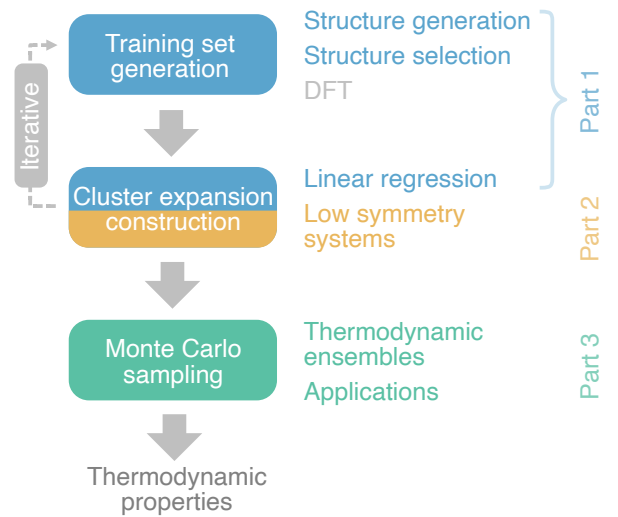 Training set
generation
Structure generation
Structure selection
DFT
Part 1
Iterative
Cluster expansion
construction
Linear regression
Low symmetry
systems
Part 2
Monte Carlo
sampling
Thermodynamic
ensembles
Applications
Part 3
Thermodynamic
properties